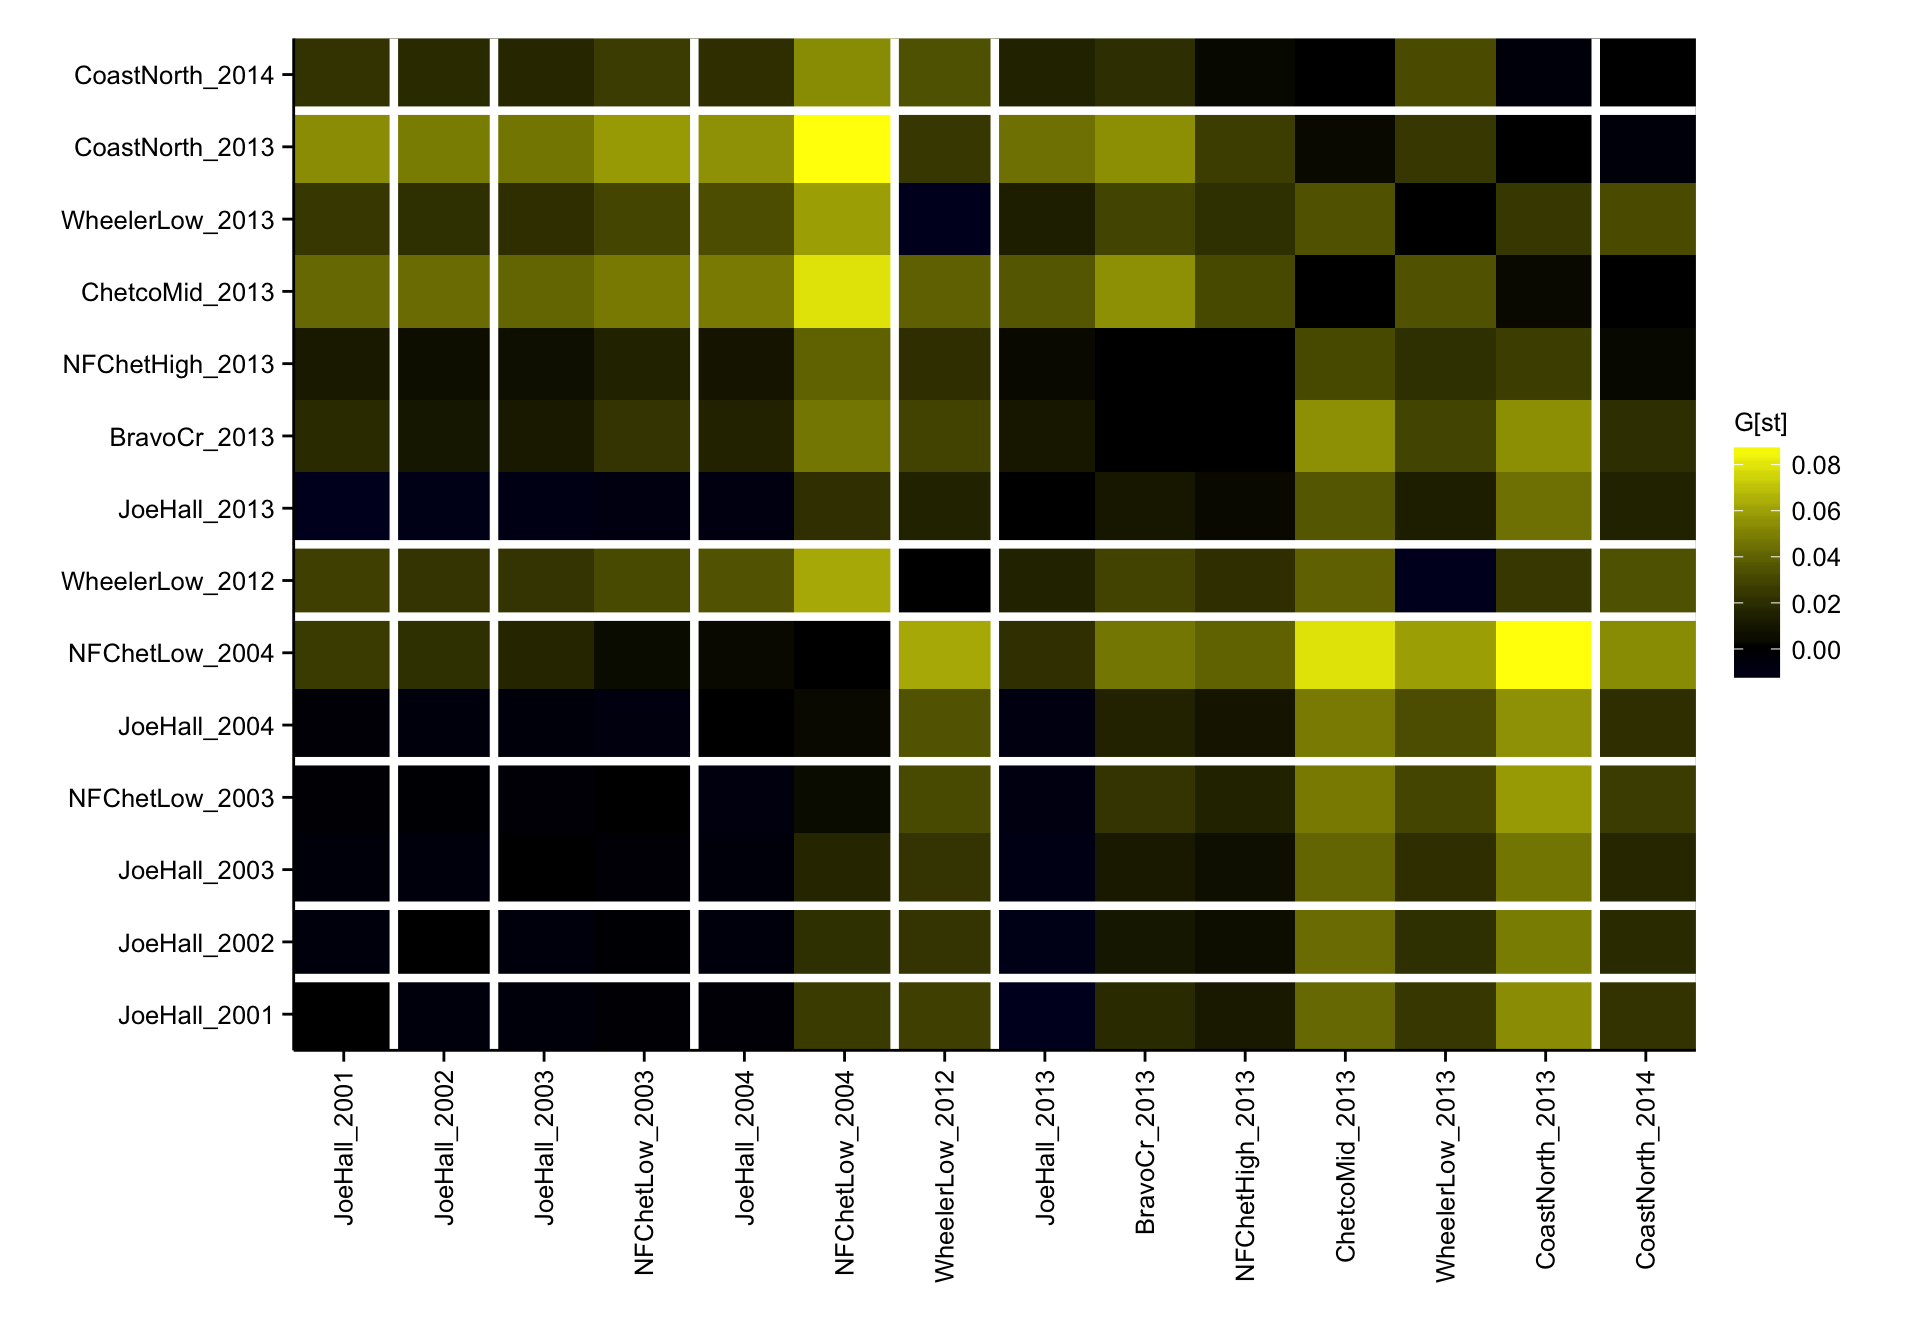 CoastNorth_2014
CoastNorth_2013
WheelerLow_2013
ChetcoMid_2013
NFChetHigh_2013
BravoCr_2013
JoeHall_2013
WheelerLow_2012
NFChetLow_2004
JoeHall_2004
NFChetLow_2003
JoeHall_2003
JoeHall_2002
JoeHall_2001
JoeHall_2001
JoeHall_2002
JoeHall_2003
NFChetLow_2003
JoeHall_2004
NFChetLow_2004
WheelerLow_2012
JoeHall_2013
BravoCr_2013
NFChetHigh_2013
ChetcoMid_2013
WheelerLow_2013
CoastNorth_2013
CoastNorth_2014
G[st]
0.08
0.06
0.04
0.02
0.00